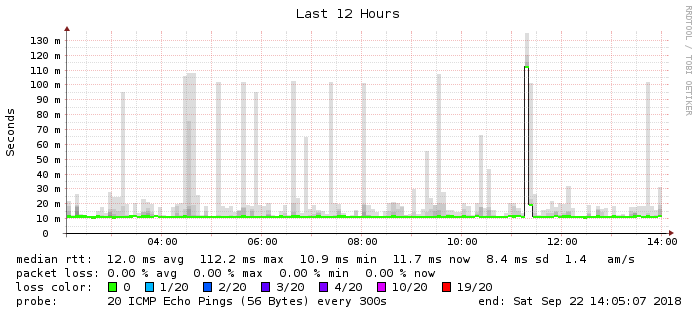 Last 12 Hours
RRDTOOL / TOBI OETIKER
Seconds
130 m
120 m
110 m
100 m
90 m
80 m
70 m
60 m
50 m
40 m
30 m
20 m
10 m
0
04:00 06:00 08:00 10:00 12:00 14:00
median rtt: 12.0 ms avg 112.2 ms max 10.9 ms min 11.7 ms now 8.4 ms sd 1.4 am/s
packet loss: 0.00 % avg 0.00 % max 0.00 % min 0.00 % now
loss color: 0 1/20 2/20 3/20 4/20 10/20 19/20
probe: 20 ICMP Echo Pings (56 Bytes) every 300s end: Sat Sep 22 14:05:07 2018